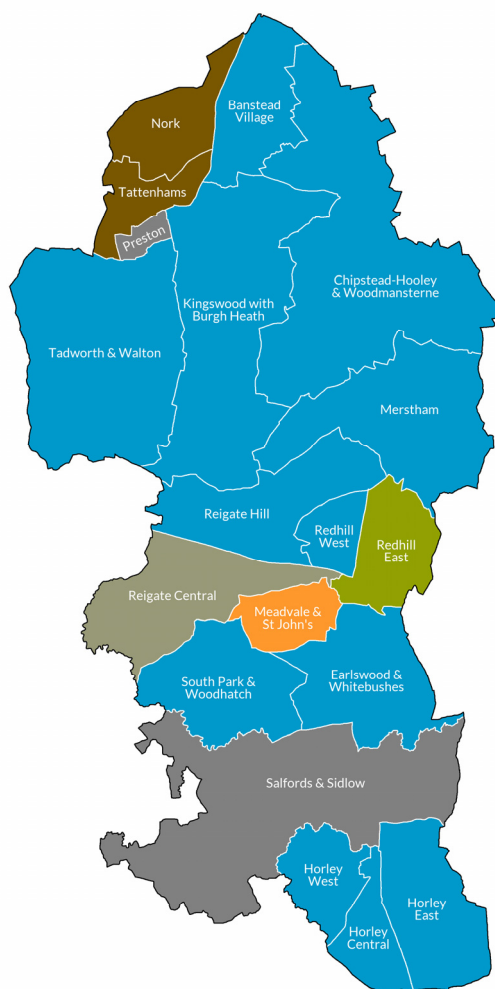 Banstead
Village
Nork
Tattenhams
Preston
Chipstead-Hooley
& Woodmansterne
Kingswood with
Burgh Heath
Tadworth & Walton
Merstham
Reigate Hill
Redhill
West
Redhill
East
Reigate Central
Meadvale &
St John's
South Park &
Woodhatch
Earlswood &
Whitebushes
Salfords & Sidlow
Horley
West
Horley
East
Horley
Central